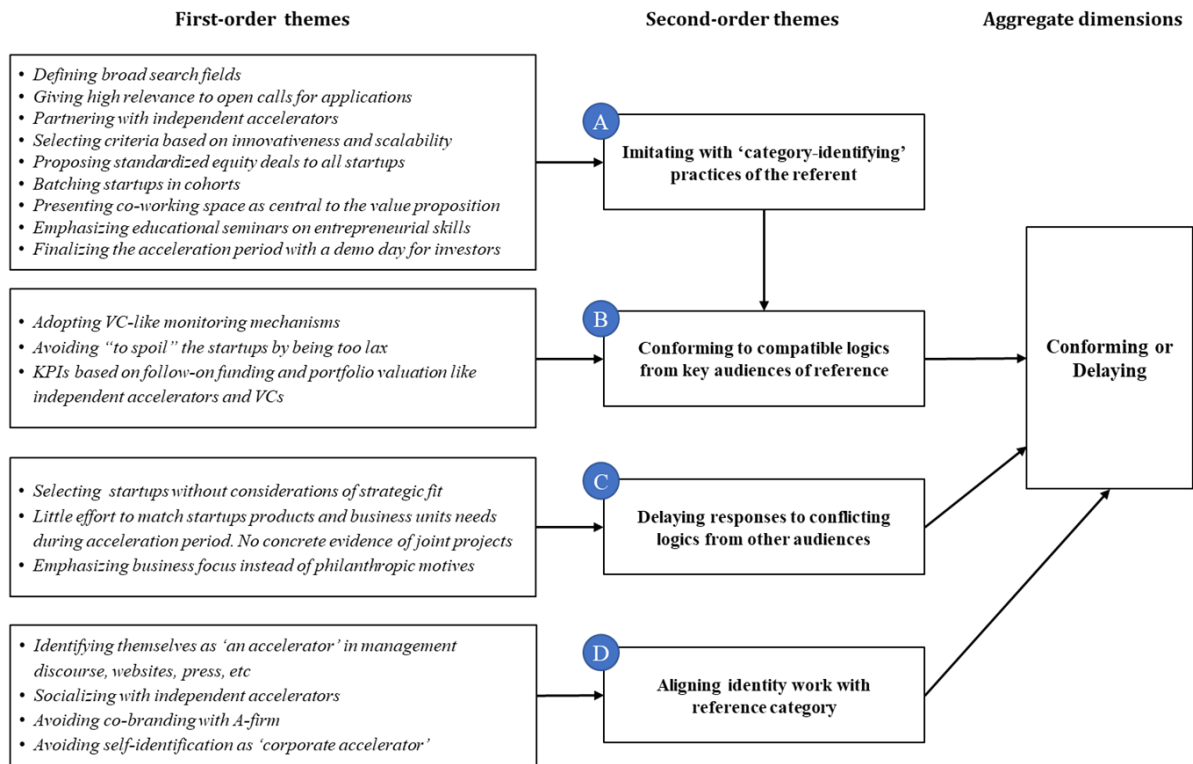 First-order themes
Second-order themes
Aggregate dimensions
• Defining broad search fields
• Giving high relevance to open calls for applications
• Partnering with independent accelerators
• Selecting criteria based on innovativeness and scalability
• Proposing standardized equity deals to all startups
• Batching startups in cohorts
• Presenting co-working space as central to the value proposition
• Emphasizing educational seminars on entrepreneurial skills
• Finalizing the acceleration period with a demo day for investors
A
Imitating with ‘category-identifying’
practices of the referent
• Adopting VC-like monitoring mechanisms
• Avoiding “to spoil” the startups by being too lax
• KPIs based on follow-on funding and portfolio valuation like
independent accelerators and VCs
B
Conforming to compatible logics
from key audiences of reference
Conforming or
Delaying
• Selecting startups without considerations of strategic fit
• Little effort to match startups products and business units needs
during acceleration period. No concrete evidence of joint projects
• Emphasizing business focus instead of philanthropic motives
C
Delaying responses to conflicting
logics from other audiences
• Identifying themselves as ‘an accelerator’ in management
discourse, websites, press, etc
• Socializing with independent accelerators
• Avoiding co-branding with A-firm
• Avoiding self-identification as ‘corporate accelerator’
D
Aligning identity work with
reference category